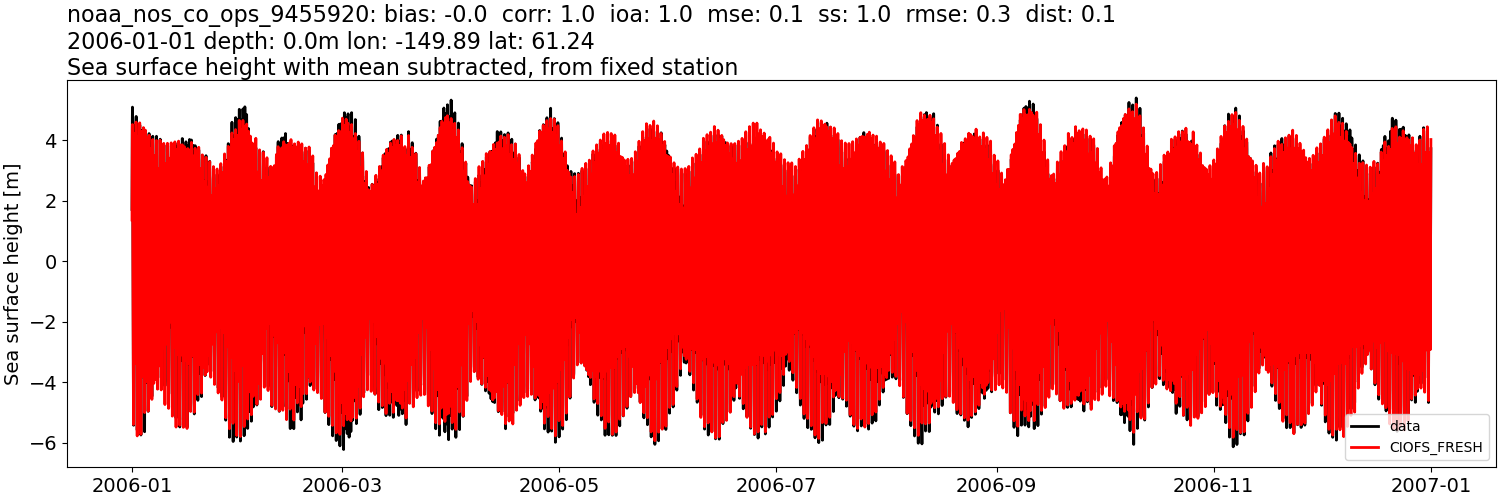 noaa_nos_co_ops_9455920: bias: -0.0  corr: 1.0  ioa: 1.0  mse: 0.1  ss: 1.0  rmse: 0.3  dist: 0.1
2006-01-01 depth: 0.0m lon: -149.89 lat: 61.24
Sea surface height with mean subtracted, from fixed station
Sea surface height [m]
4
2
0
−2
−4
−6
data
CIOFS_FRESH
2006-01
2006-03
2006-05
2006-07
2006-09
2006-11
2007-01